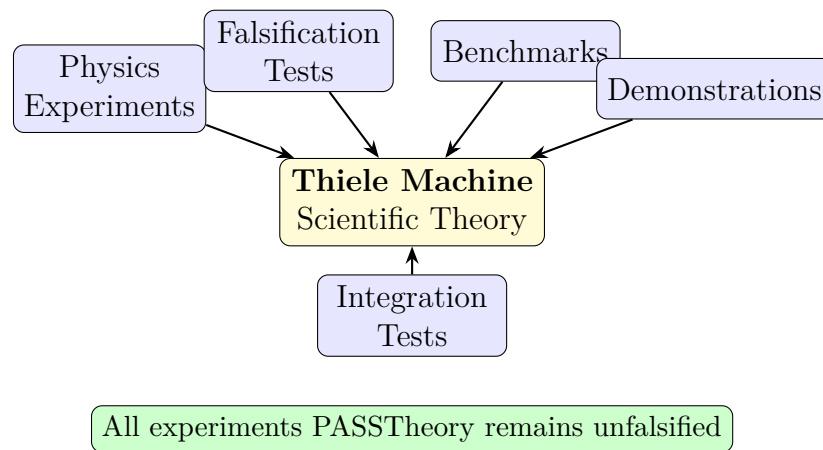 Physics
Experiments
Falsification
Tests
Benchmarks
Demonstrations
Thiele Machine
Scientific Theory
Integration
Tests
All experiments PASSTheory remains unfalsified